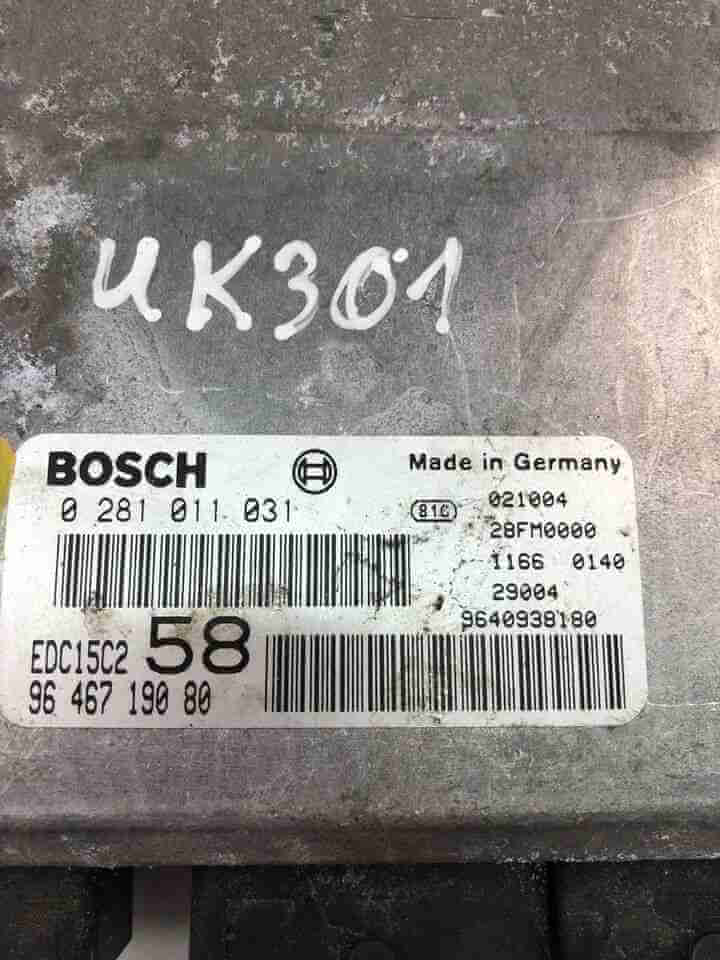 UK301
BOSCH
Made in Germany
0 281 011 031
81C
021004
28FM0000
1166 0140
29004
9640938180
EDC15C2 58
96 467 190 80